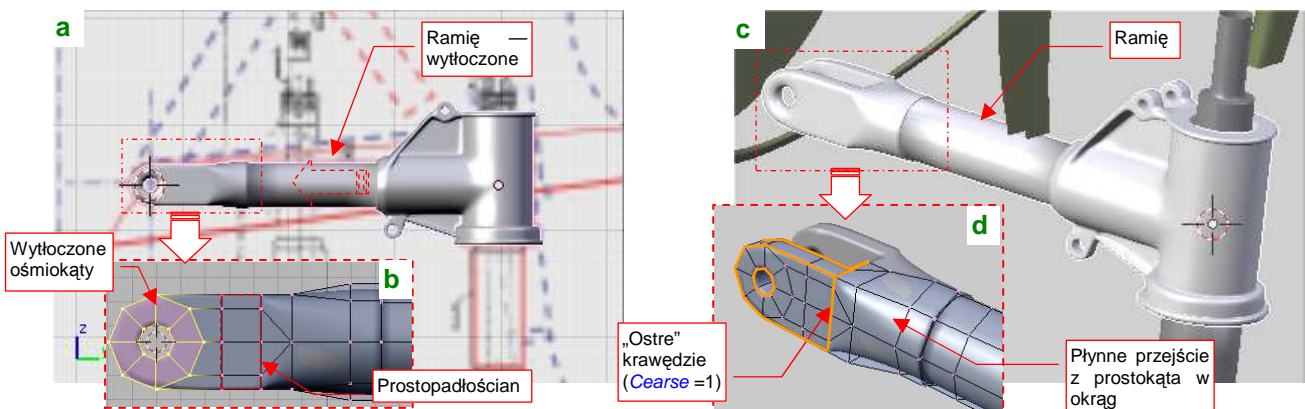 a
Ramię —
wytłoczone
Wytłoczone
ośmiokąty
b
z
Prostopadłościan
c
Ramię
d
„Ostre”
krawędzie
(Cearse =1)
Płynne przejście
z prostokąta w
okrąg